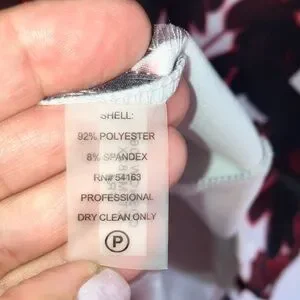 SHELL:
92% POLYESTER
8% SPANDEX
RN# 54163
PROFESSIONAL
DRY CLEAN ONLY
P